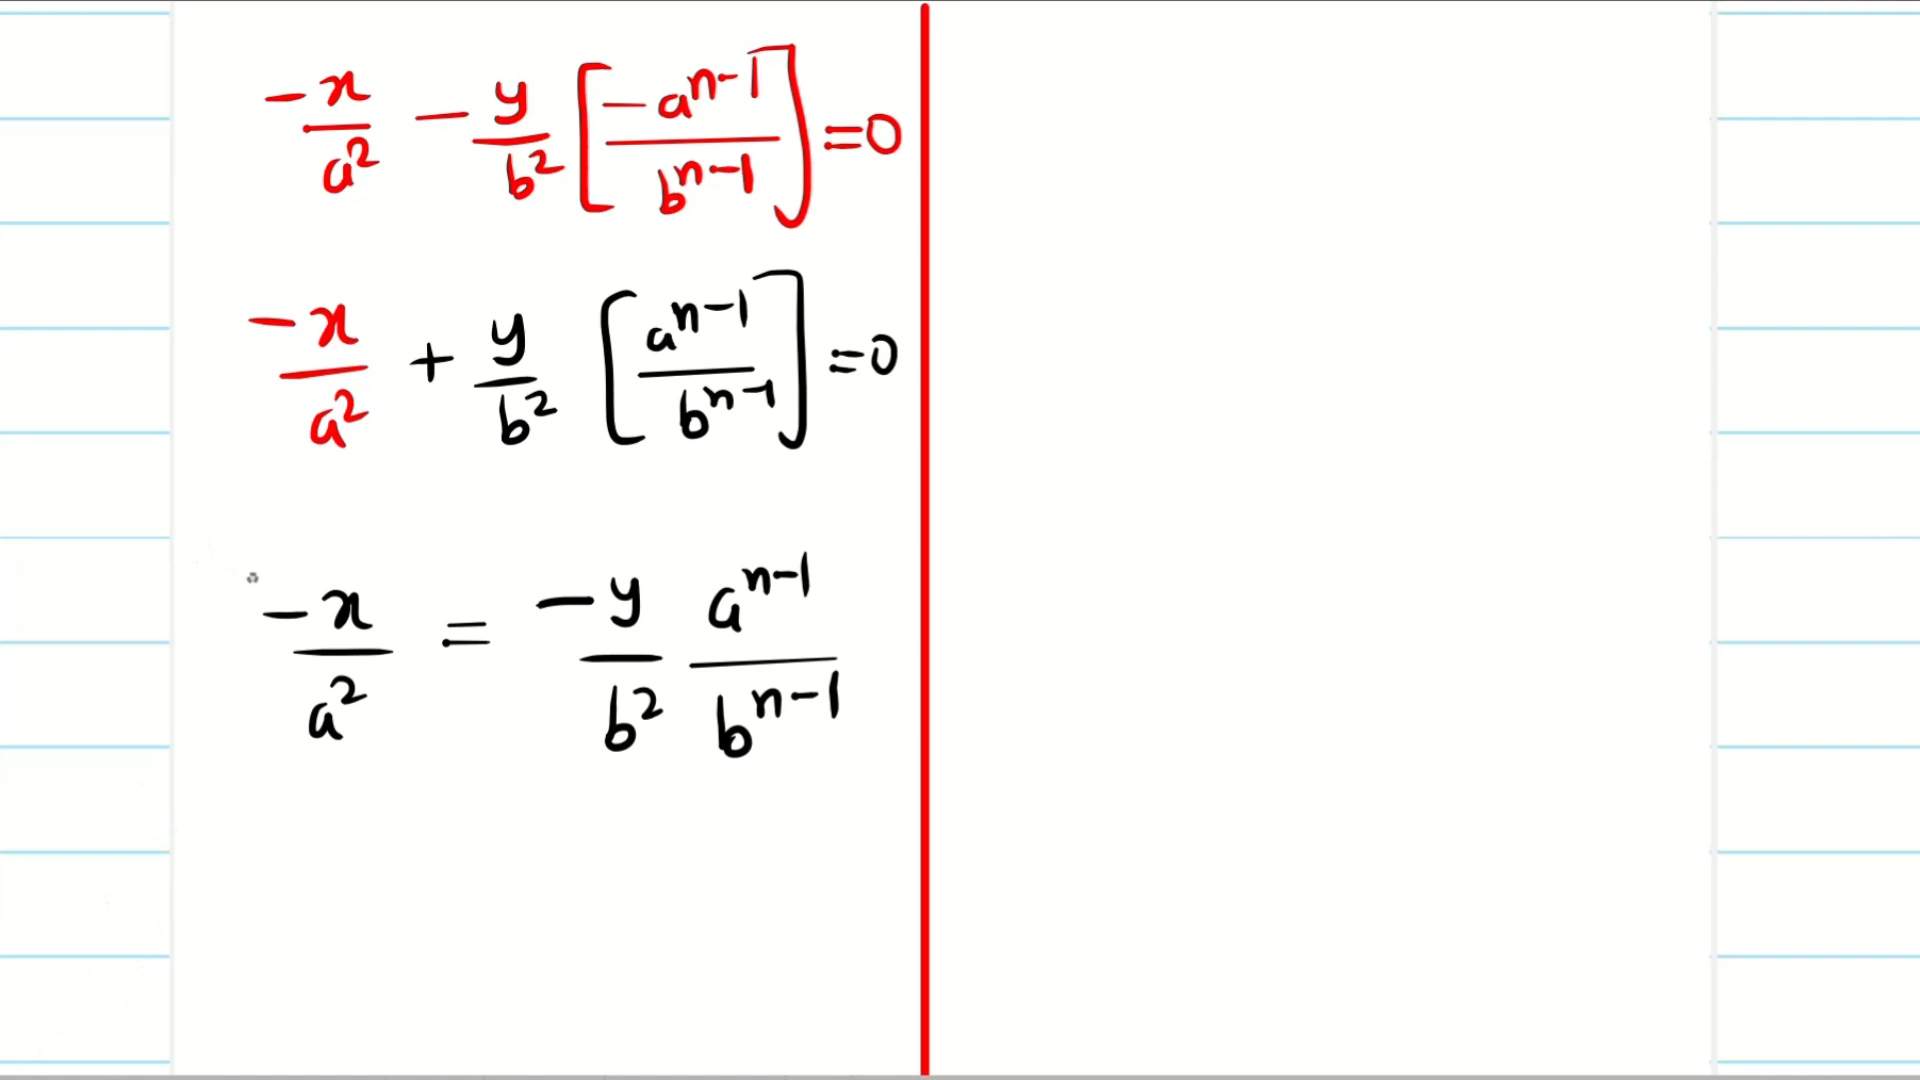 -x/a² - y/b² [-aⁿ⁻¹/bⁿ⁻¹] =0
-x/a² + y/b² [aⁿ⁻¹/bⁿ⁻¹] =0
-x/a² = -y/b² aⁿ⁻¹/bⁿ⁻¹